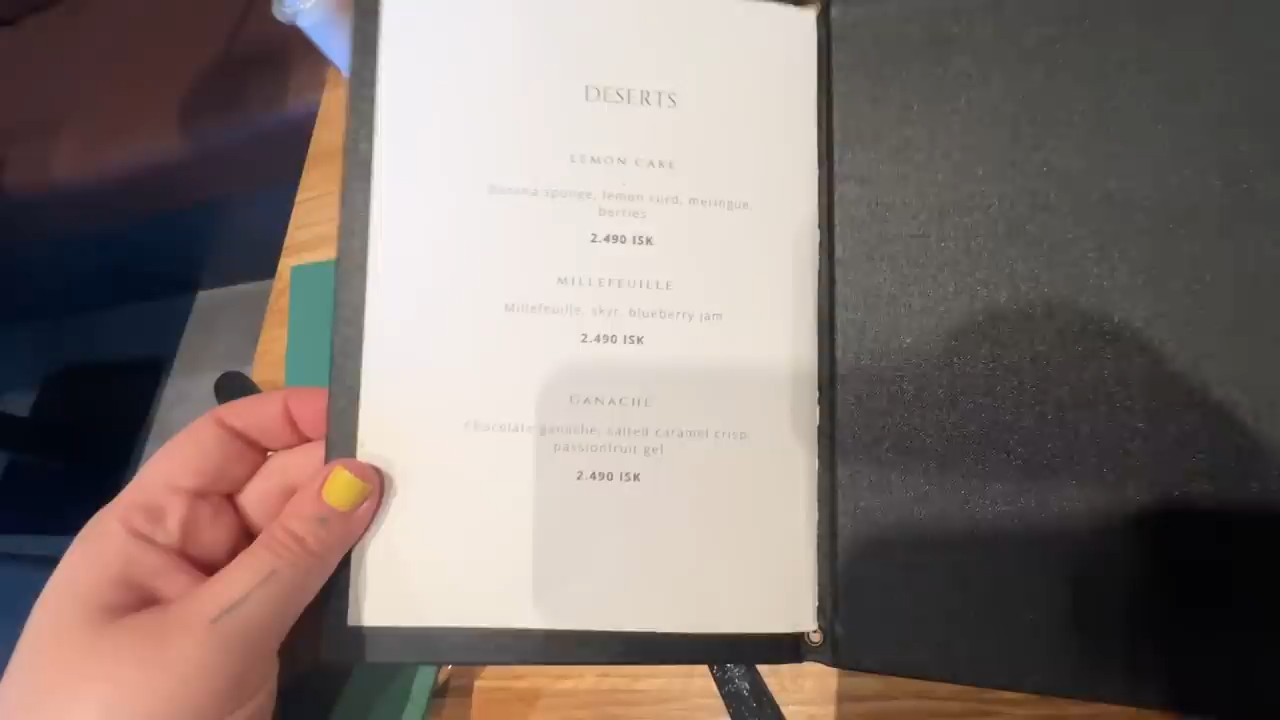 DESERTS
LEMON CAKE
Banana sponge, lemon curd, meringue,
berries
2.490 ISK
MILLEFEUILLE
Millefeuille, skyr, blueberry jam
2.490 ISK
GANACHE
Chocolate ganache, salted caramel crisp,
passionfruit gel
2.490 ISK